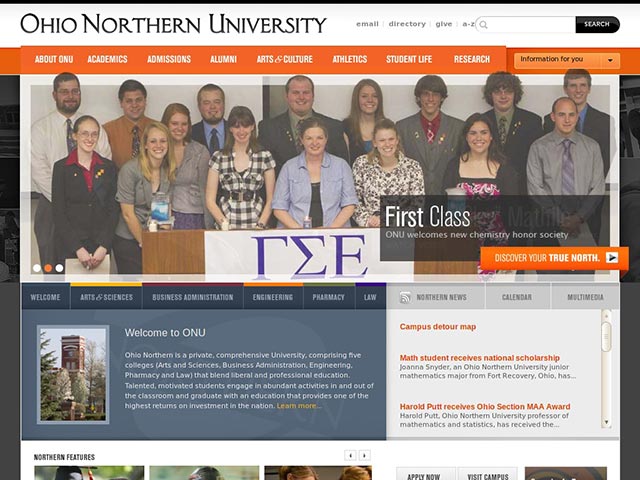 OHIO NORTHERN UNIVERSITY
email directory give a-z SEARCH
ABOUT ONU ACADEMICS ADMISSIONS ALUMNI ARTS & CULTURE ATHLETICS STUDENT LIFE RESEARCH Information for you
First Class
ONU welcomes new chemistry honor society
ΓΣΕ
DISCOVER YOUR TRUE NORTH.
WELCOME ARTS & SCIENCES BUSINESS ADMINISTRATION ENGINEERING PHARMACY LAW NORTHERN NEWS CALENDAR MULTIMEDIA
Welcome to ONU
Ohio Northern is a private, comprehensive University, comprising five
colleges (Arts and Sciences, Business Administration, Engineering,
Pharmacy and Law) that blend liberal and professional education.
Talented, motivated students engage in abundant activities in and out of
the classroom and graduate with an education that provides one of the
highest returns on investment in the nation. Learn more...
Campus detour map
Math student receives national scholarship
Joanna Snyder, an Ohio Northern University junior
mathematics major from Fort Recovery, Ohio, has...
Harold Putt receives Ohio Section MAA Award
Harold Putt, Ohio Northern University professor of
mathematics and statistics, has received the...
NORTHERN FEATURES
APPLY NOW VISIT CAMPUS